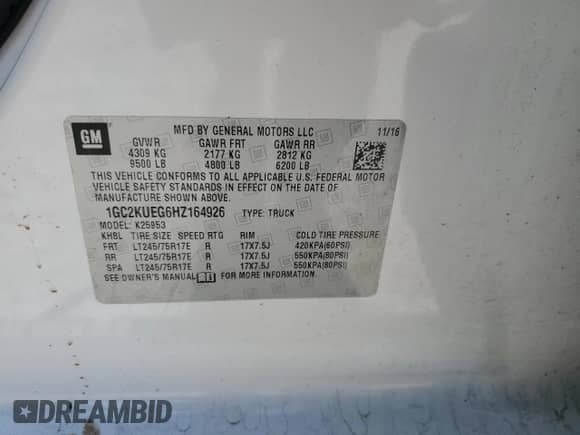 GM
MFD BY GENERAL MOTORS LLC 11/16
GVWR GAWR FRT GAWR RR
4309 KG 2177 KG 2812 KG
9500 LB 4800 LB 6200 LB
THIS VEHICLE CONFORMS TO ALL APPLICABLE U.S. FEDERAL MOTOR
VEHICLE SAFETY STANDARDS IN EFFECT ON THE DATE OF
MANUFACTURE SHOWN ABOVE.
1GC2KUEG6HZ164926 TYPE: TRUCK
MODEL: K25953
KHBL TIRE SIZE SPEED RTG RIM COLD TIRE PRESSURE
FRT LT245/75R17E R 17X7.5J 420KPA(60PSI)
RR LT245/75R17E R 17X7.5J 550KPA(80PSI)
SPA LT245/75R17E R 17X7.5J 550KPA(80PSI)
SEE OWNER'S MANUAL FOR MORE INFORMATION.
DREAMBID